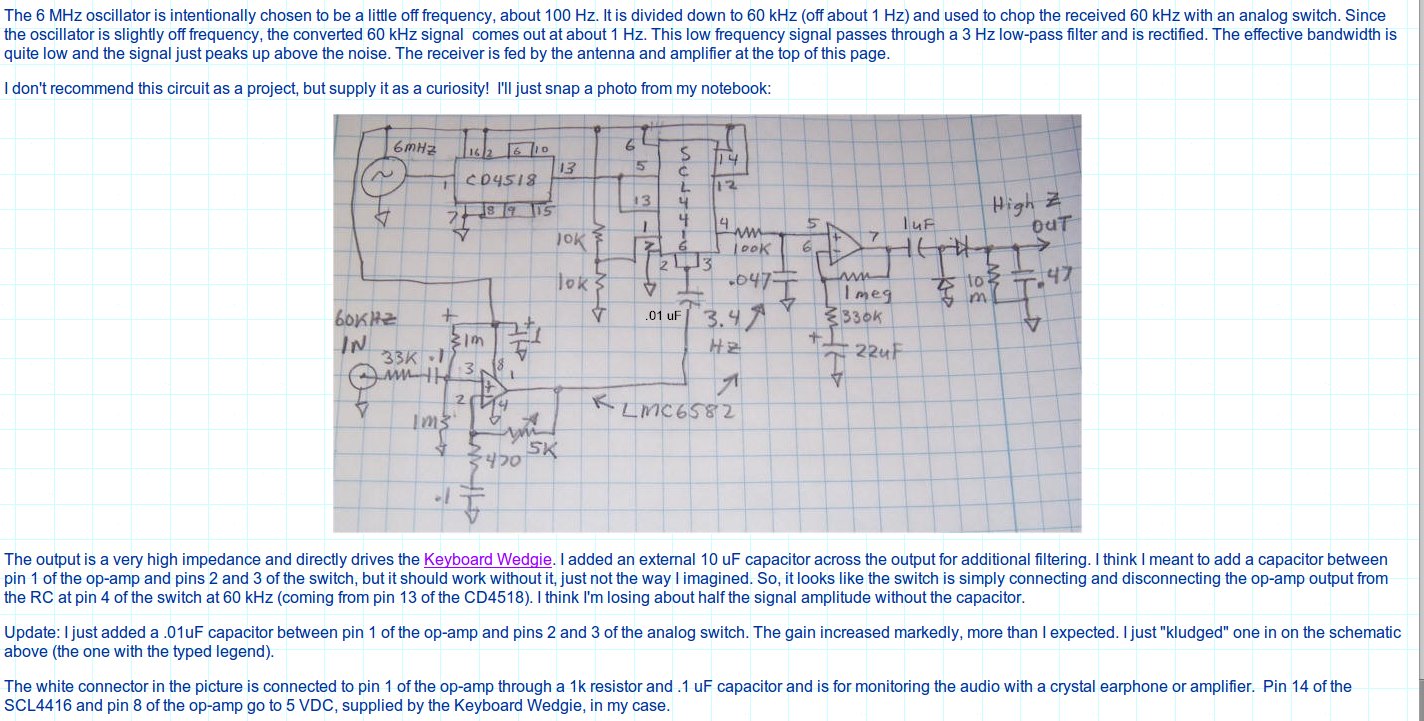 The 6 MHz oscillator is intentionally chosen to be a little off frequency, about 100 Hz. It is divided down to 60 kHz (off about 1 Hz) and used to chop the received 60 kHz with an analog switch. Since
the oscillator is slightly off frequency, the converted 60 kHz signal  comes out at about 1 Hz. This low frequency signal passes through a 3 Hz low-pass filter and is rectified. The effective bandwidth is
quite low and the signal just peaks up above the noise. The receiver is fed by the antenna and amplifier at the top of this page.
I don't recommend this circuit as a project, but supply it as a curiosity!  I'll just snap a photo from my notebook:
6mHz 16 2 6 10 6 S 14
CD4518 13 5 C
1 L 12
7 8 9 15 13 4
4 High Z
OUT
10K 1 1 4 5 7 1uF
2 6 100K 6
10K 2 3 .047 1meg 10 .47
m
.01 uF 3.4 330K
60KHz + + HZ + 22uF
IN 1m 1
33K .1 3 8 1
LMC6582
1m 2 4
5K
470
.1
The output is a very high impedance and directly drives the Keyboard Wedgie. I added an external 10 uF capacitor across the output for additional filtering. I think I meant to add a capacitor between
pin 1 of the op-amp and pins 2 and 3 of the switch, but it should work without it, just not the way I imagined. So, it looks like the switch is simply connecting and disconnecting the op-amp output from
the RC at pin 4 of the switch at 60 kHz (coming from pin 13 of the CD4518). I think I'm losing about half the signal amplitude without the capacitor.
Update: I just added a .01uF capacitor between pin 1 of the op-amp and pins 2 and 3 of the analog switch. The gain increased markedly, more than I expected. I just "kludged" one in on the schematic
above (the one with the typed legend).
The white connector in the picture is connected to pin 1 of the op-amp through a 1k resistor and .1 uF capacitor and is for monitoring the audio with a crystal earphone or amplifier.  Pin 14 of the
SCL4416 and pin 8 of the op-amp go to 5 VDC, supplied by the Keyboard Wedgie, in my case.